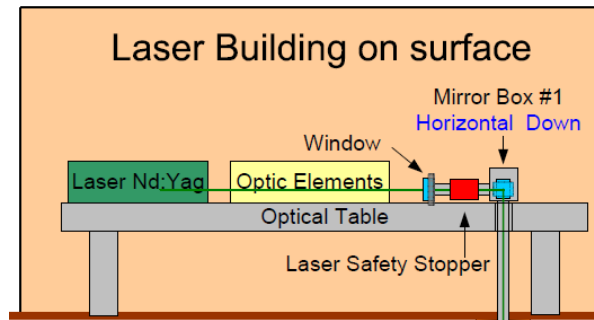 Laser Building on surface
Mirror Box #1
Horizontal Down
Window
Laser Nd:Yag
Optic Elements
Optical Table
Laser Safety Stopper